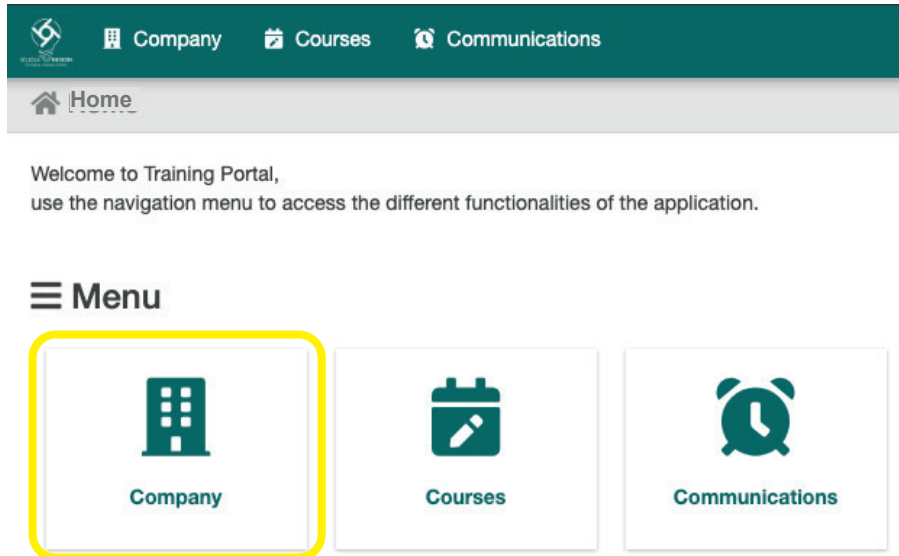 Company Courses Communications
Home
Welcome to Training Portal,
use the navigation menu to access the different functionalities of the application.
Menu
Company Courses Communications